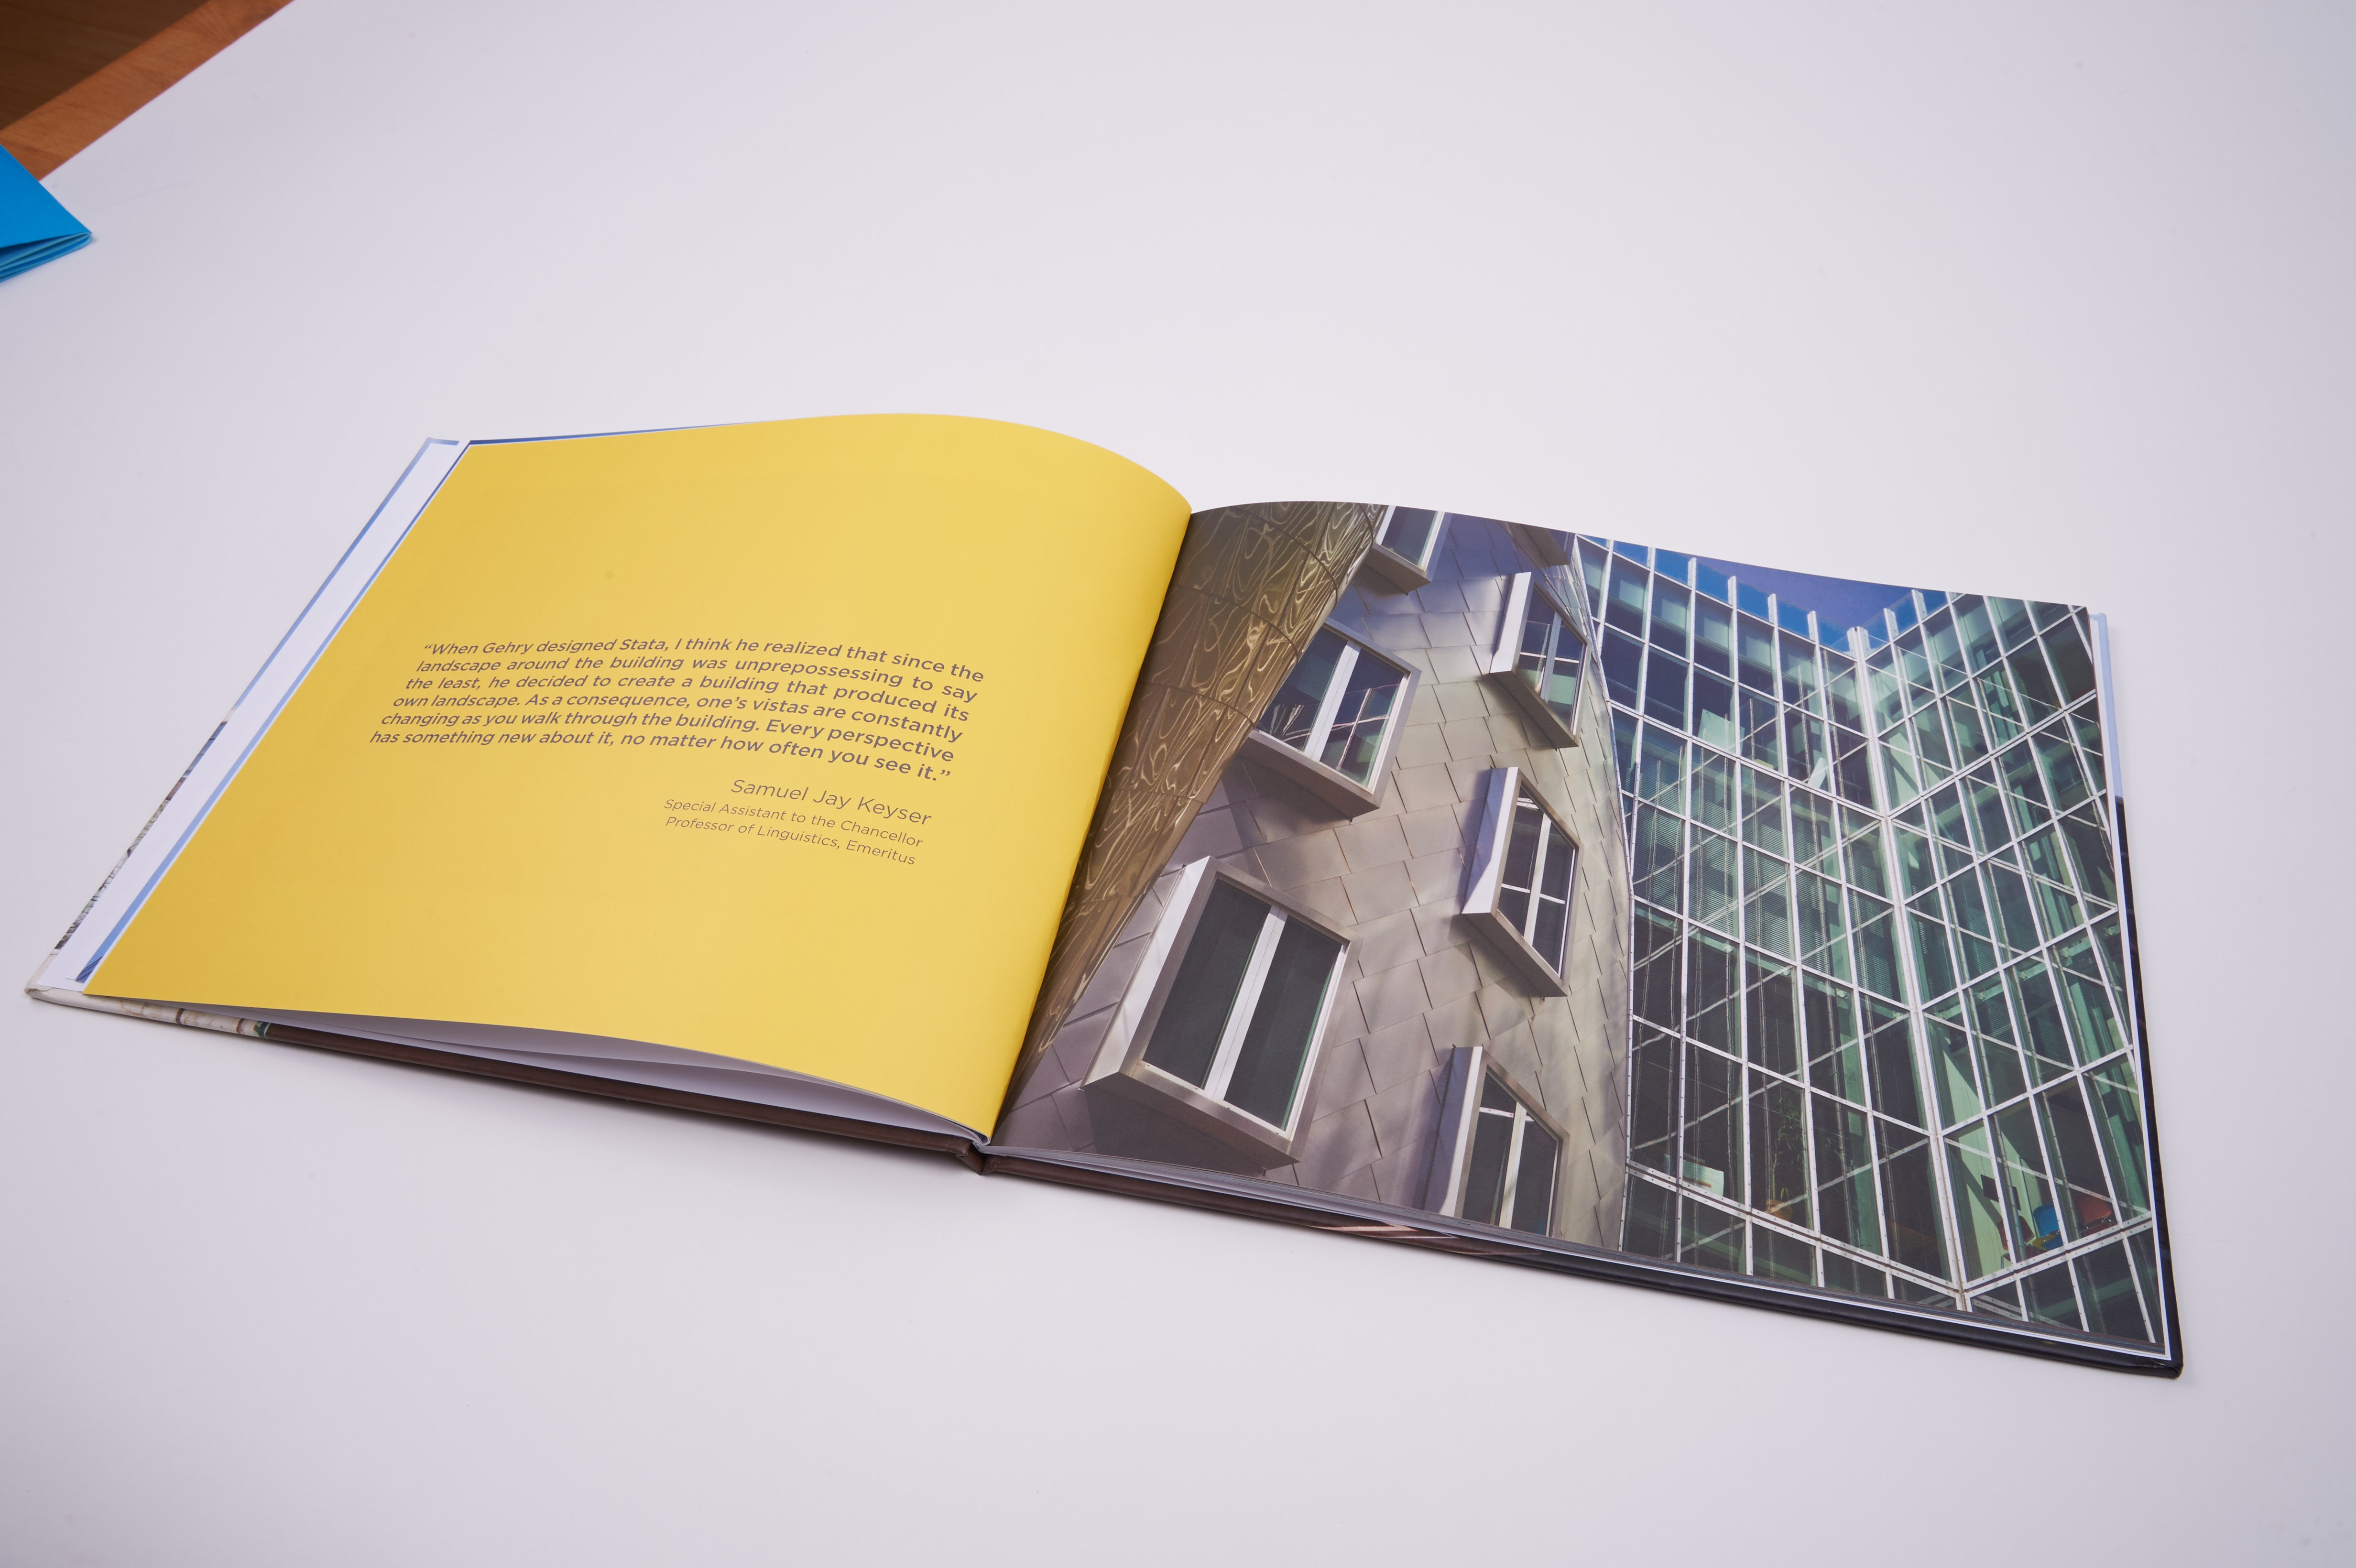 “When Gehry designed Stata, I think he realized that since the
landscape around the building was unprepossessing to say
the least, he decided to create a building that produced its
own landscape. As a consequence, one’s vistas are constantly
changing as you walk through the building. Every perspective
has something new about it, no matter how often you see it.”
Samuel Jay Keyser
Special Assistant to the Chancellor
Professor of Linguistics, Emeritus